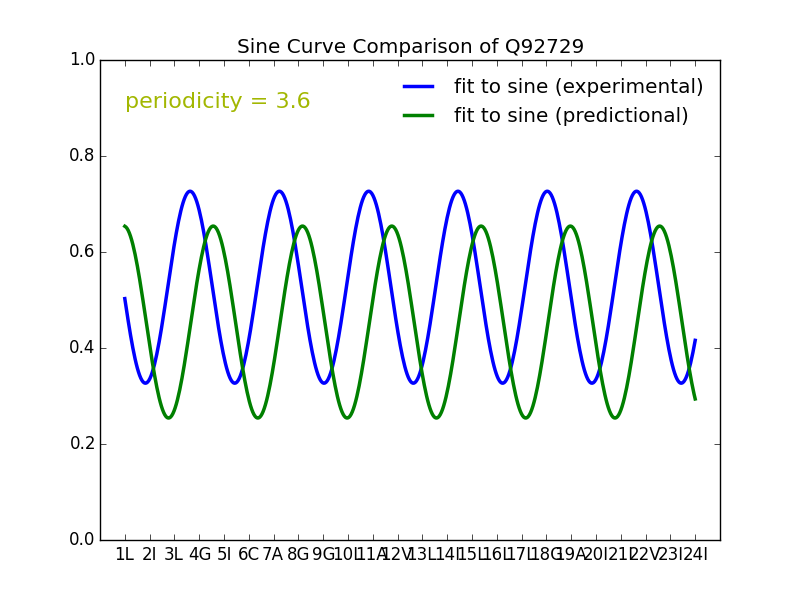 Sine Curve Comparison of Q92729
1.0
periodicity = 3.6
fit to sine (experimental)
fit to sine (predictional)
0.8
0.6
0.4
0.2
0.0
1L 2I 3L 4G 5I 6C 7A 8G 9G 10L 11A 12V 13L 14I 15L 16L 17L 18G 19A 20I 21L 22V 23I 24I